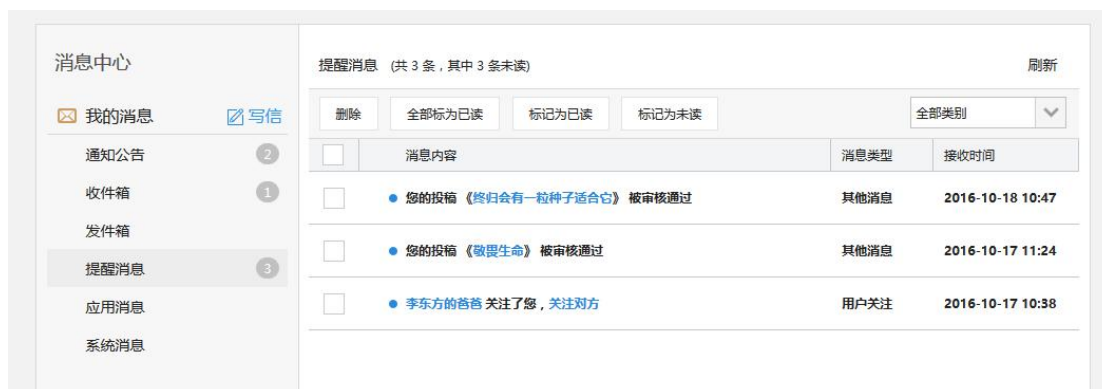 消息中心
我的消息 写信
通知公告 2
收件箱 1
发件箱
提醒消息 3
应用消息
系统消息
提醒消息 (共 3 条，其中 3 条未读) 刷新
删除 全部标为已读 标记为已读 标记为未读 全部类别
消息内容 消息类型 接收时间
您的投稿 《终归会有一粒种子适合它》 被审核通过 其他消息 2016-10-18 10:47
您的投稿 《敬畏生命》 被审核通过 其他消息 2016-10-17 11:24
李东方的爸爸 关注了您，关注对方 用户关注 2016-10-17 10:38